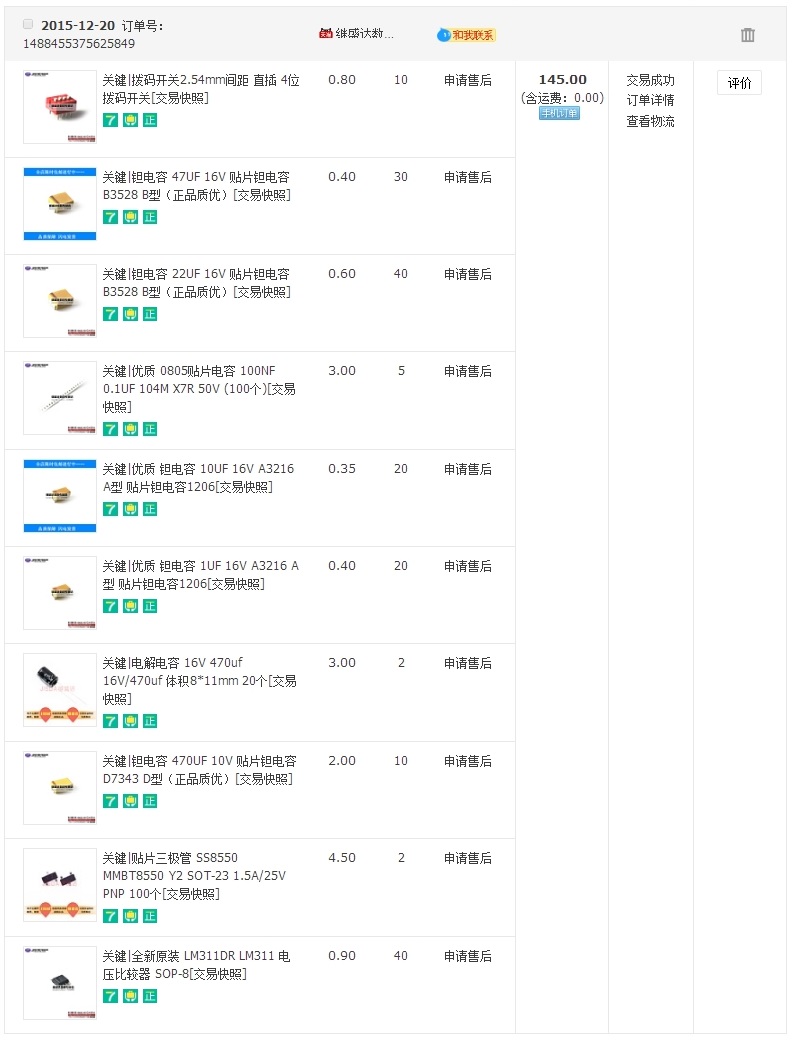 2015-12-20 订单号：
1488455375625849
继盛达数... 和我联系
关键|拨码开关2.54mm间距 直插 4位 0.80 10 申请售后 145.00 交易成功 评价
拨码开关[交易快照] (含运费：0.00) 订单详情
手机订单 查看物流
7 正
关键|钽电容 47UF 16V 贴片钽电容 0.40 30 申请售后
B3528 B型（正品质优）[交易快照]
7 正
关键|钽电容 22UF 16V 贴片钽电容 0.60 40 申请售后
B3528 B型（正品质优）[交易快照]
7 正
关键|优质 0805贴片电容 100NF 3.00 5 申请售后
0.1UF 104M X7R 50V (100个)[交易
快照]
7 正
关键|优质 钽电容 10UF 16V A3216 0.35 20 申请售后
A型 贴片钽电容1206[交易快照]
7 正
关键|优质 钽电容 1UF 16V A3216 A 0.40 20 申请售后
型 贴片钽电容1206[交易快照]
7 正
关键|电解电容 16V 470uf 3.00 2 申请售后
16V/470uf 体积8*11mm 20个[交易
快照]
7 正
关键|钽电容 470UF 10V 贴片钽电容 2.00 10 申请售后
D7343 D型（正品质优）[交易快照]
7 正
关键|贴片三极管 SS8550 4.50 2 申请售后
MMBT8550 Y2 SOT-23 1.5A/25V
PNP 100个[交易快照]
7 正
关键|全新原装 LM311DR LM311 电 0.90 40 申请售后
压比较器 SOP-8[交易快照]
7 正